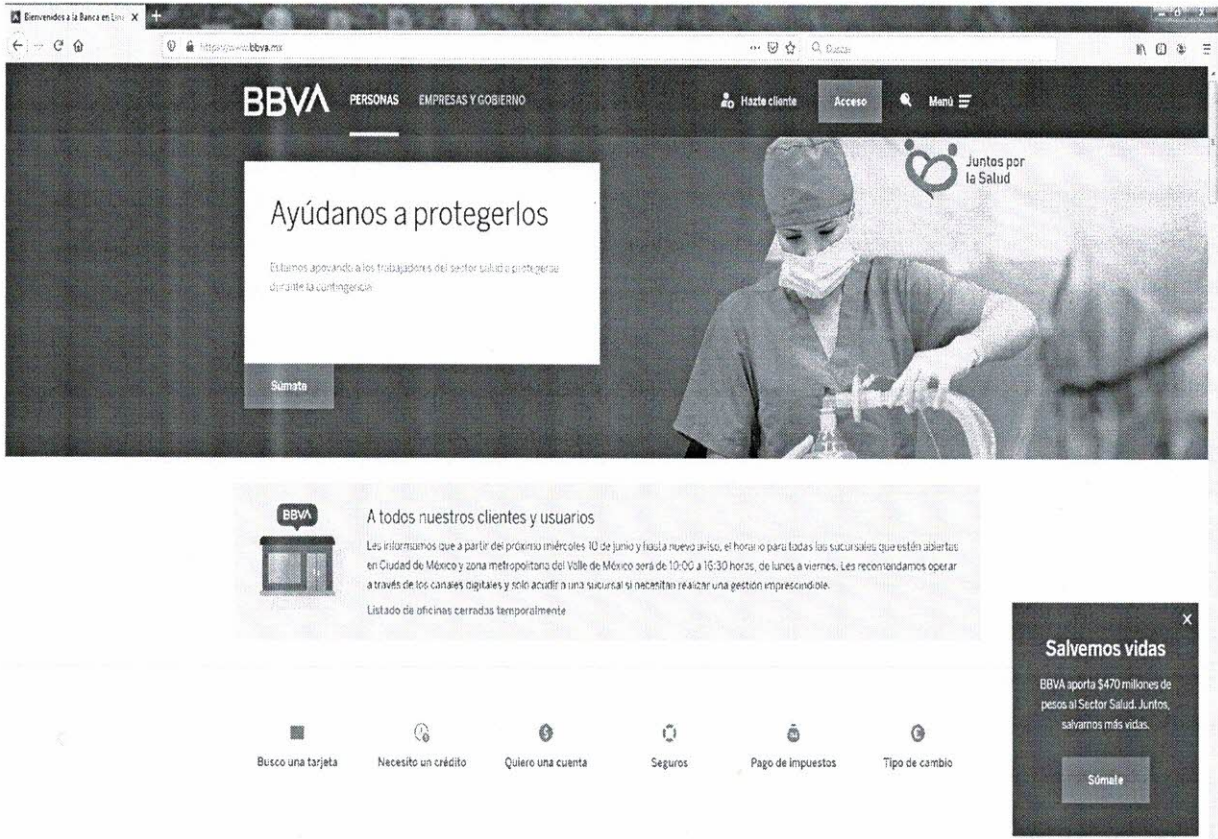 Bienvenidos a la Banca en
https://www.bbva.mx
BBVA PERSONAS EMPRESAS Y GOBIERNO Hazte cliente Acceso Menú
Juntos por
la Salud
Ayúdanos a protegerlos
Estamos apoyando a los trabajadores del sector salud a protegerse
durante la contingencia
Súmate
BBVA
A todos nuestros clientes y usuarios
Les informamos que a partir del próximo miércoles 10 de junio y hasta nuevo aviso, el horario para todas las sucursales que estén abiertas
en Ciudad de México y zona metropolitana del Valle de México será de 10:00 a 16:30 horas, de lunes a viernes. Les recomendamos operar
a través de los canales digitales y solo acudir a una sucursal si necesitan realizar una gestión imprescindible.
Listado de oficinas cerradas temporalmente
Busco una tarjeta Necesito un crédito Quiero una cuenta Seguros Pago de impuestos Tipo de cambio
X
Salvemos vidas
BBVA aporta $470 millones de
pesos al Sector Salud. Juntos,
salvamos más vidas.
Súmate